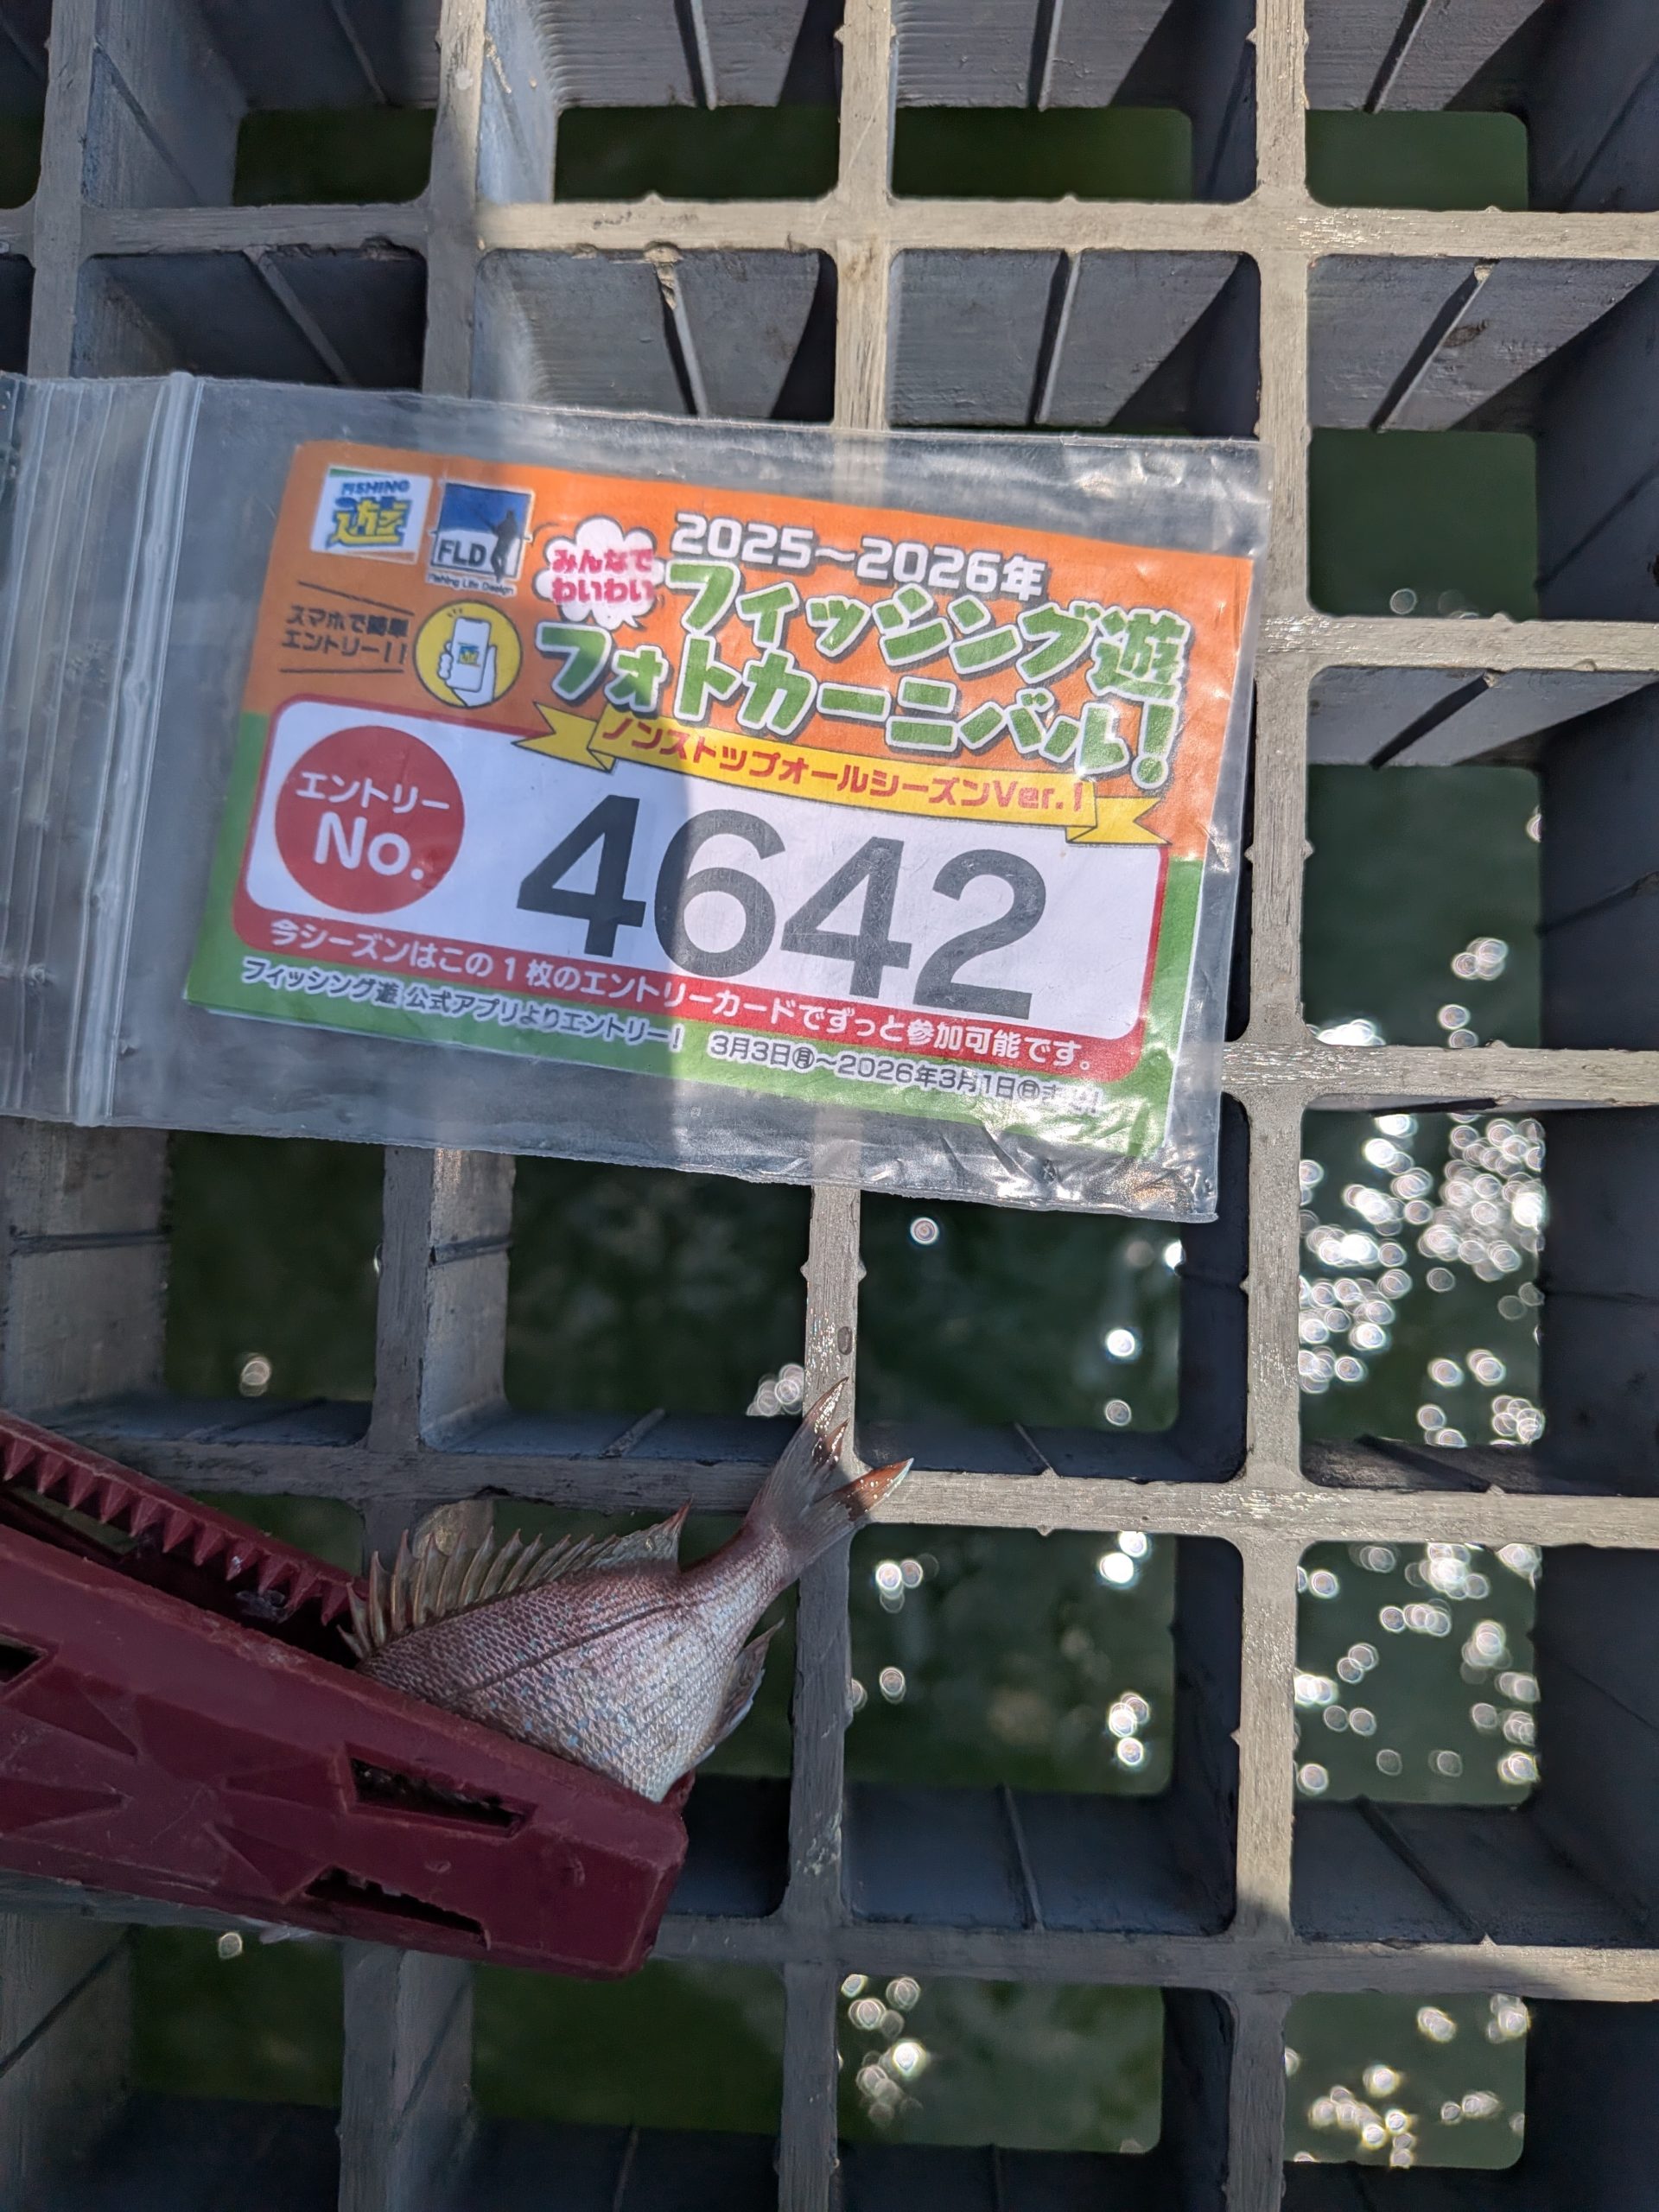 FISHING
遊
FLD
Fishing Life Design
みんなで
わいわい
2025〜2026年
フィッシング遊
フォトカーニバル!
スマホで簡単
エントリー!!
ノンストップオールシーズンVer.!
エントリー
No.
4642
今シーズンはこの1枚のエントリーカードでずっと参加可能です。
フィッシング遊 公式アプリよりエントリー! 3月3日㊊〜2026年3月1日㊐まで!